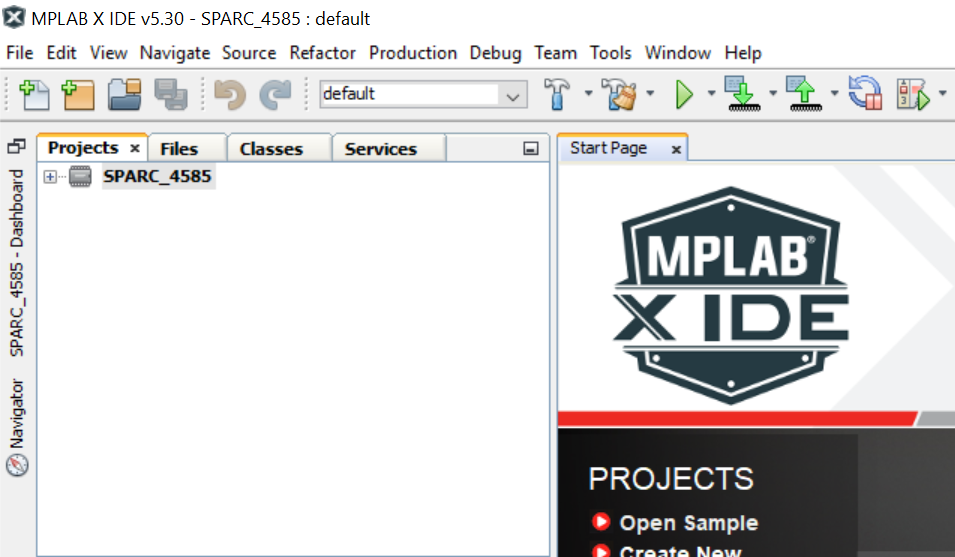 MPLAB X IDE v5.30 - SPARC_4585 : default
File Edit View Navigate Source Refactor Production Debug Team Tools Window Help
default
Projects x Files Classes Services
Start Page x
SPARC_4585
SPARC_4585 - Dashboard
Navigator
MPLAB®
X IDE
PROJECTS
Open Sample
Create New